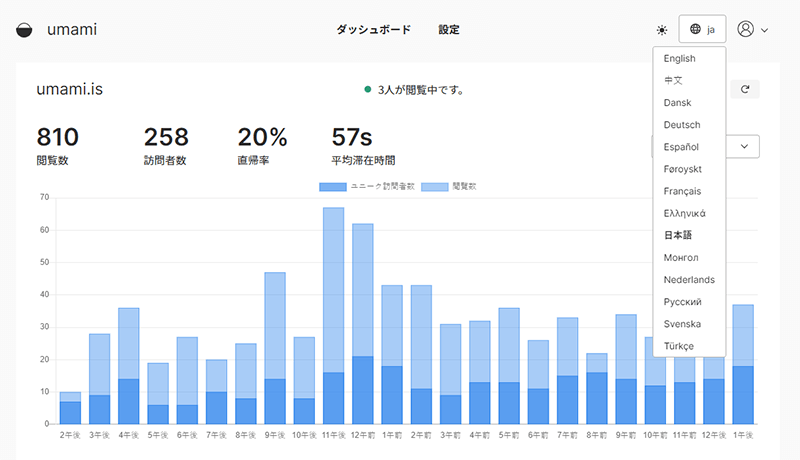 umami
ダッシュボード 設定
ja
English
中文
Dansk
Deutsch
Español
Føroyskt
Français
Ελληνικά
日本語
Монгол
Nederlands
Русский
Svenska
Türkçe
umami.is
3人が閲覧中です。
810 258 20% 57s
閲覧数 訪問者数 直帰率 平均滞在時間
ユニーク訪問者数 閲覧数
70
60
50
40
30
20
10
0
2午後 3午後 4午後 5午後 6午後 7午後 8午後 9午後 10午後 11午後 12午前 1午前 2午前 3午前 4午前 5午前 6午前 7午前 8午前 9午前 10午前 11午前 12午後 1午後